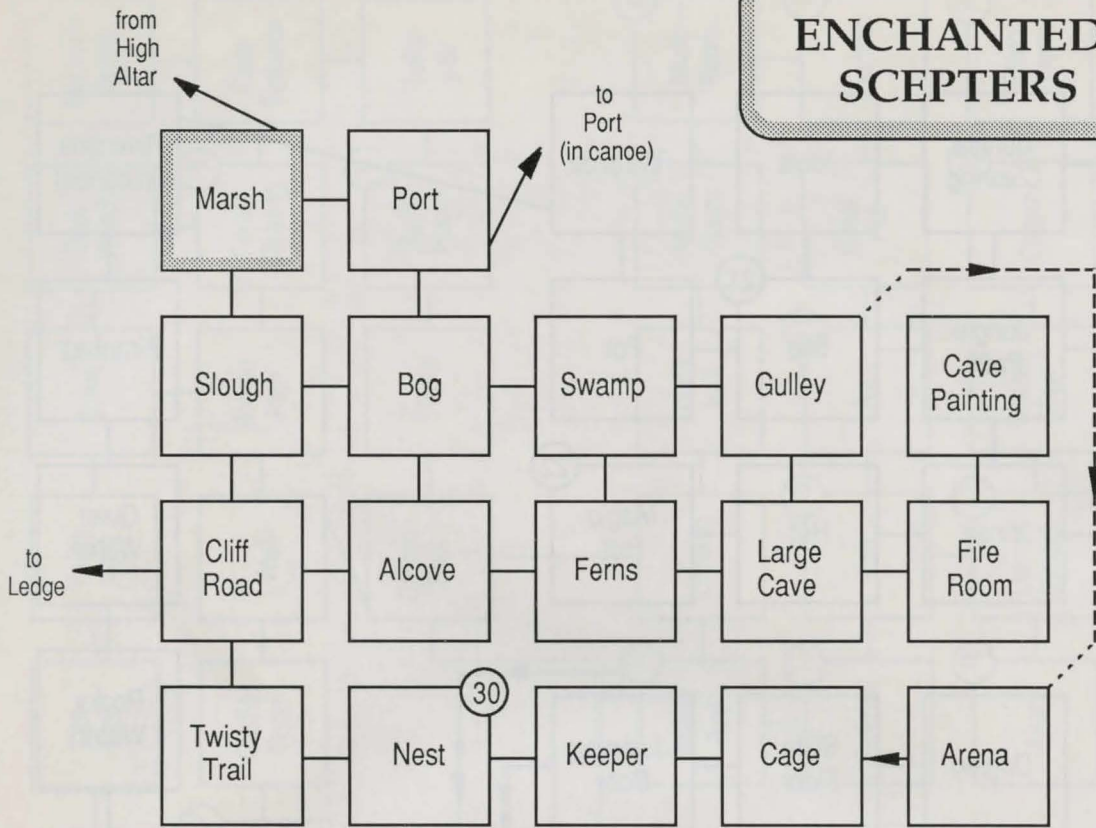 ENCHANTED
SCEPTERS
from
High
Altar
to
Port
(in canoe)
Marsh
Port
Slough
Bog
Swamp
Gulley
Cave
Painting
to
Ledge
Cliff
Road
Alcove
Ferns
Large
Cave
Fire
Room
30
Twisty
Trail
Nest
Keeper
Cage
Arena